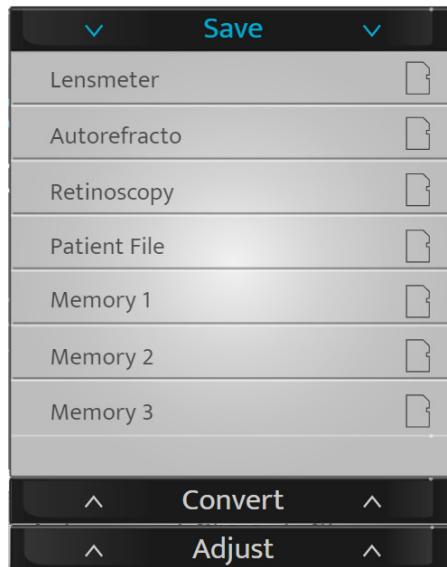 Save
Lensmeter
Autorefracto
Retinoscopy
Patient File
Memory 1
Memory 2
Memory 3
Convert
Adjust